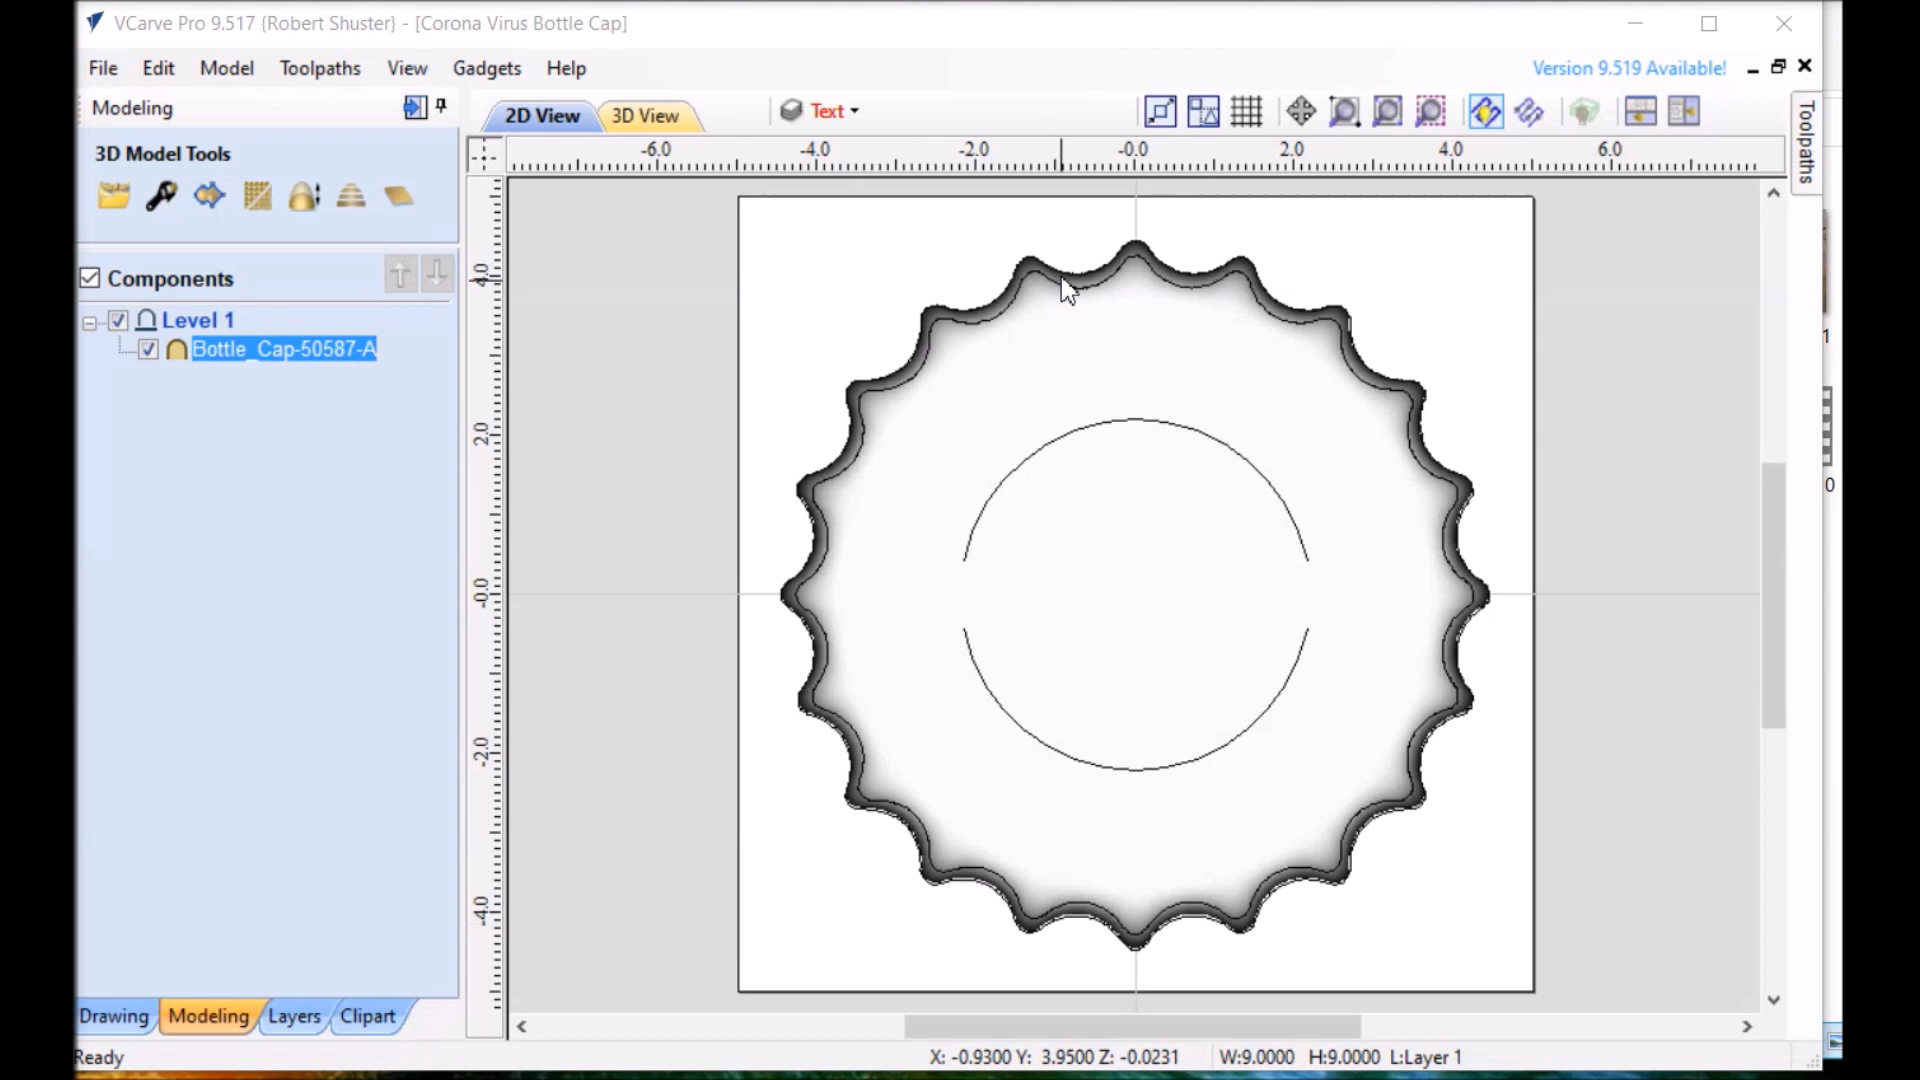 VCarve Pro 9.517 {Robert Shuster} - [Corona Virus Bottle Cap]
File Edit Model Toolpaths View Gadgets Help Version 9.519 Available!
Modeling
2D View 3D View Text
3D Model Tools
-6.0 -4.0 -2.0 -0.0 2.0 4.0 6.0
Toolpaths
Components
Level 1
Bottle_Cap-50587-A
4.0
2.0
-0.0
-2.0
-4.0
1
0
Drawing Modeling Layers Clipart
Ready X: -0.9300 Y: 3.9500 Z: -0.0231 W:9.0000 H:9.0000 L:Layer 1